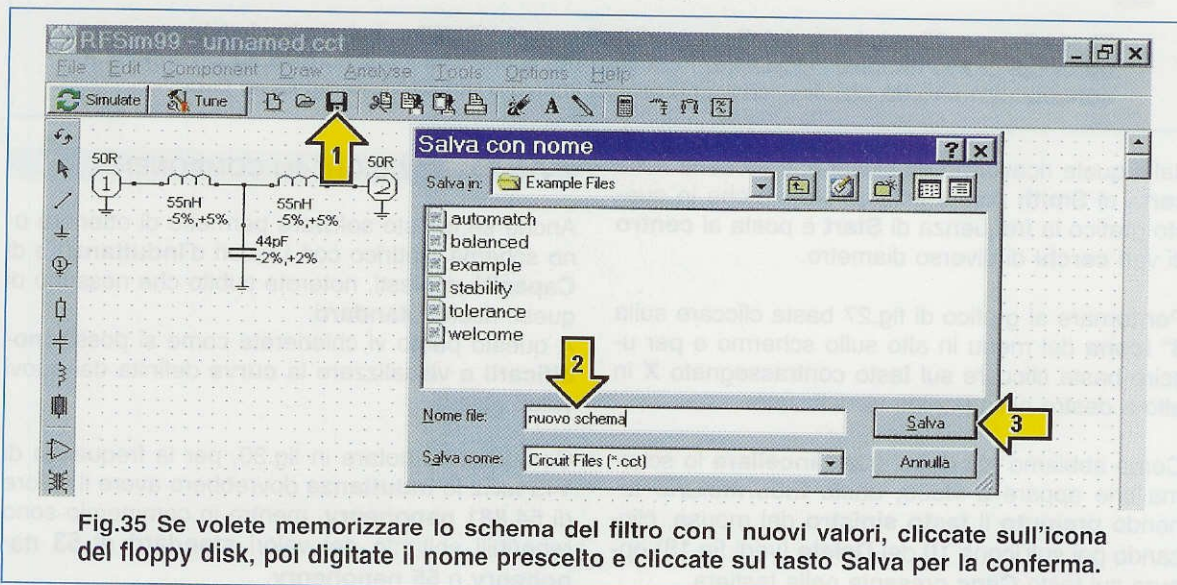 RFSim99 - unnamed.cct
File Edit Component Draw Analyse Tools Options Help
Simulate Tune
1
Salva con nome
50R
50R
1
2
Salva in: Example Files
55nH
55nH
-5%,+5%
-5%,+5%
automatch
balanced
44pF
example
-2%,+2%
stability
tolerance
welcome
2
Nome file: nuovo schema
Salva
3
Salva come: Circuit Files (*.cct)
Annulla
Fig.35 Se volete memorizzare lo schema del filtro con i nuovi valori, cliccate sull'icona
del floppy disk, poi digitate il nome prescelto e cliccate sul tasto Salva per la conferma.